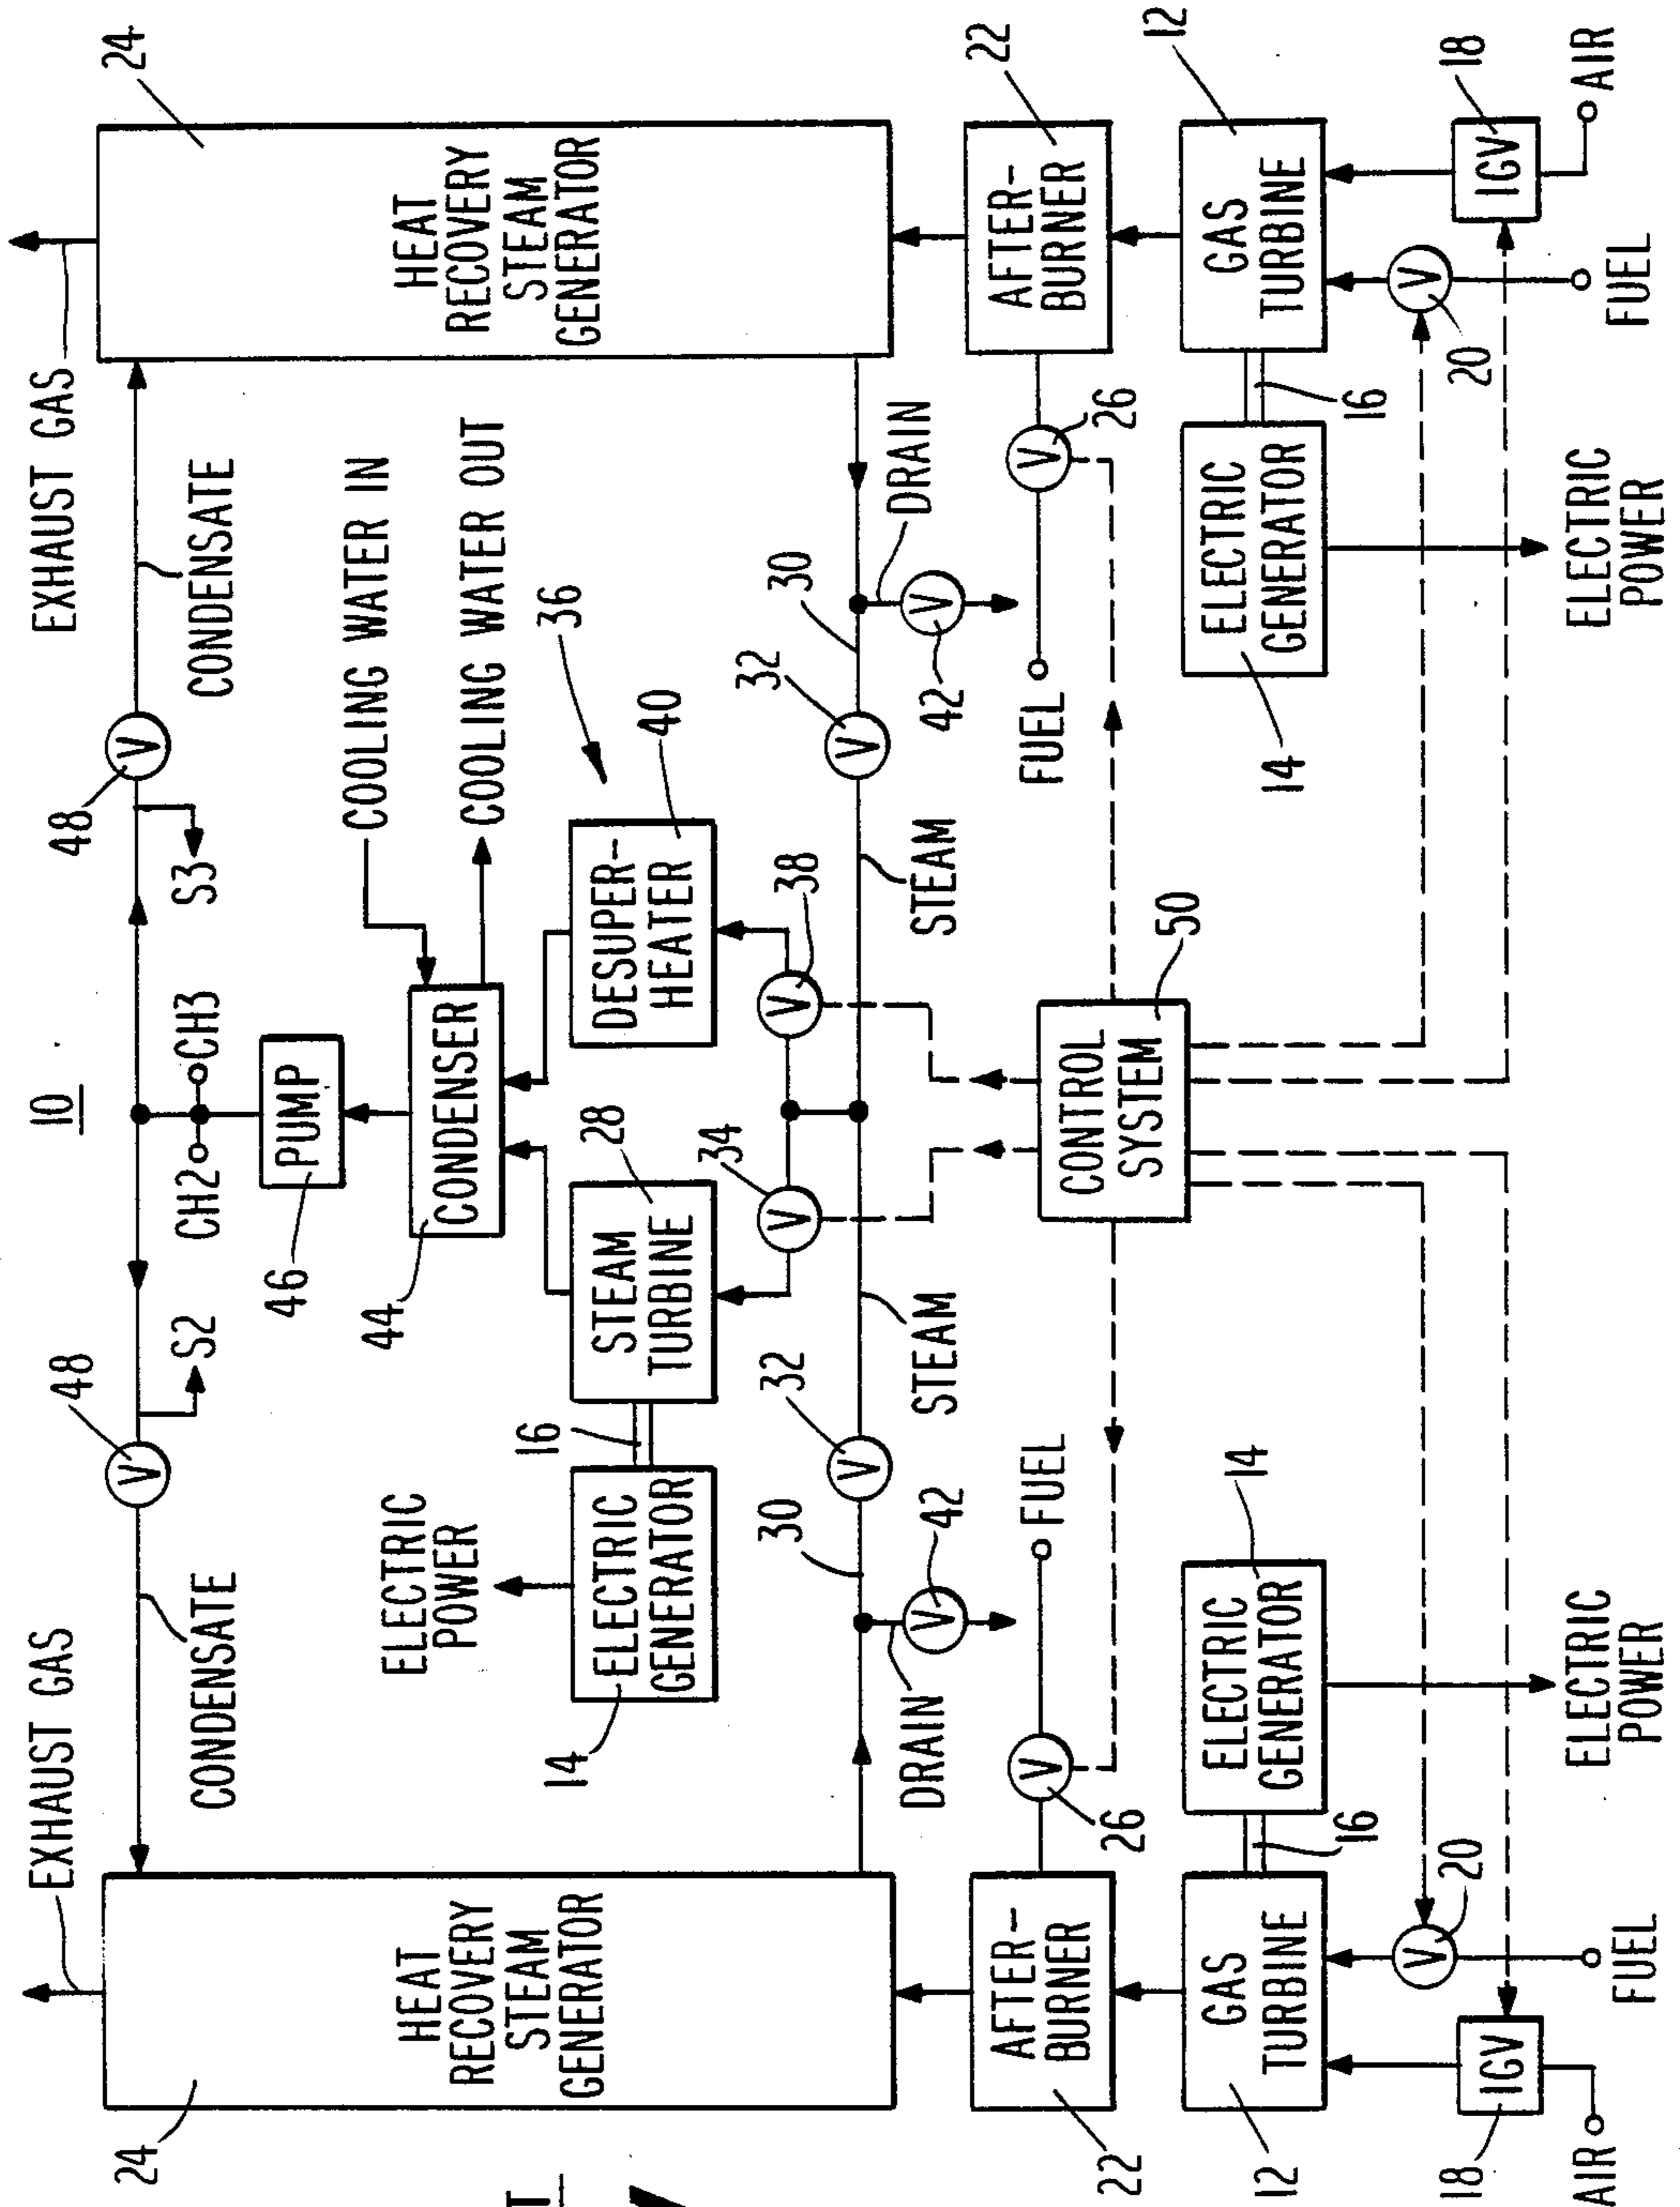 EXHAUST GAS
10
EXHAUST GAS
24
48
48
24
CONDENSATE
S2
CH2
CH3
S3
CONDENSATE
46
PUMP
COOLING WATER IN
ELECTRIC
POWER
44
CONDENSER
COOLING WATER OUT
HEAT
RECOVERY
STEAM
GENERATOR
14
ELECTRIC
GENERATOR
16
STEAM
TURBINE
28
DESUPER-
HEATER
40
36
HEAT
RECOVERY
STEAM
GENERATOR
34
38
30
32
V
V
32
30
V
V
V
V
DRAIN
V
42
STEAM
STEAM
42
V
DRAIN
22
AFTER-
BURNER
V
26
FUEL
CONTROL
SYSTEM
50
FUEL
V
26
AFTER-
BURNER
22
12
GAS
TURBINE
16
ELECTRIC
GENERATOR
14
14
ELECTRIC
GENERATOR
16
GAS
TURBINE
12
V
20
20
V
18
IGV
IGV
18
AIR
FUEL
ELECTRIC
POWER
ELECTRIC
POWER
FUEL
AIR